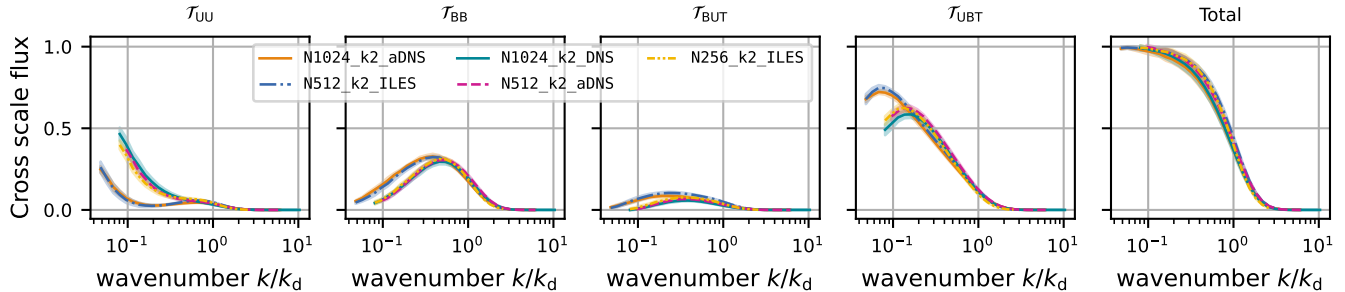 𝒯UU 𝒯BB 𝒯BUT 𝒯UBT Total
Cross scale flux
1.0
0.5
0.0
N1024_k2_aDNS N1024_k2_DNS N256_k2_ILES
N512_k2_ILES N512_k2_aDNS
10⁻¹ 10⁰ 10¹ 10⁻¹ 10⁰ 10¹ 10⁻¹ 10⁰ 10¹ 10⁻¹ 10⁰ 10¹ 10⁻¹ 10⁰ 10¹
wavenumber k/kd wavenumber k/kd wavenumber k/kd wavenumber k/kd wavenumber k/kd